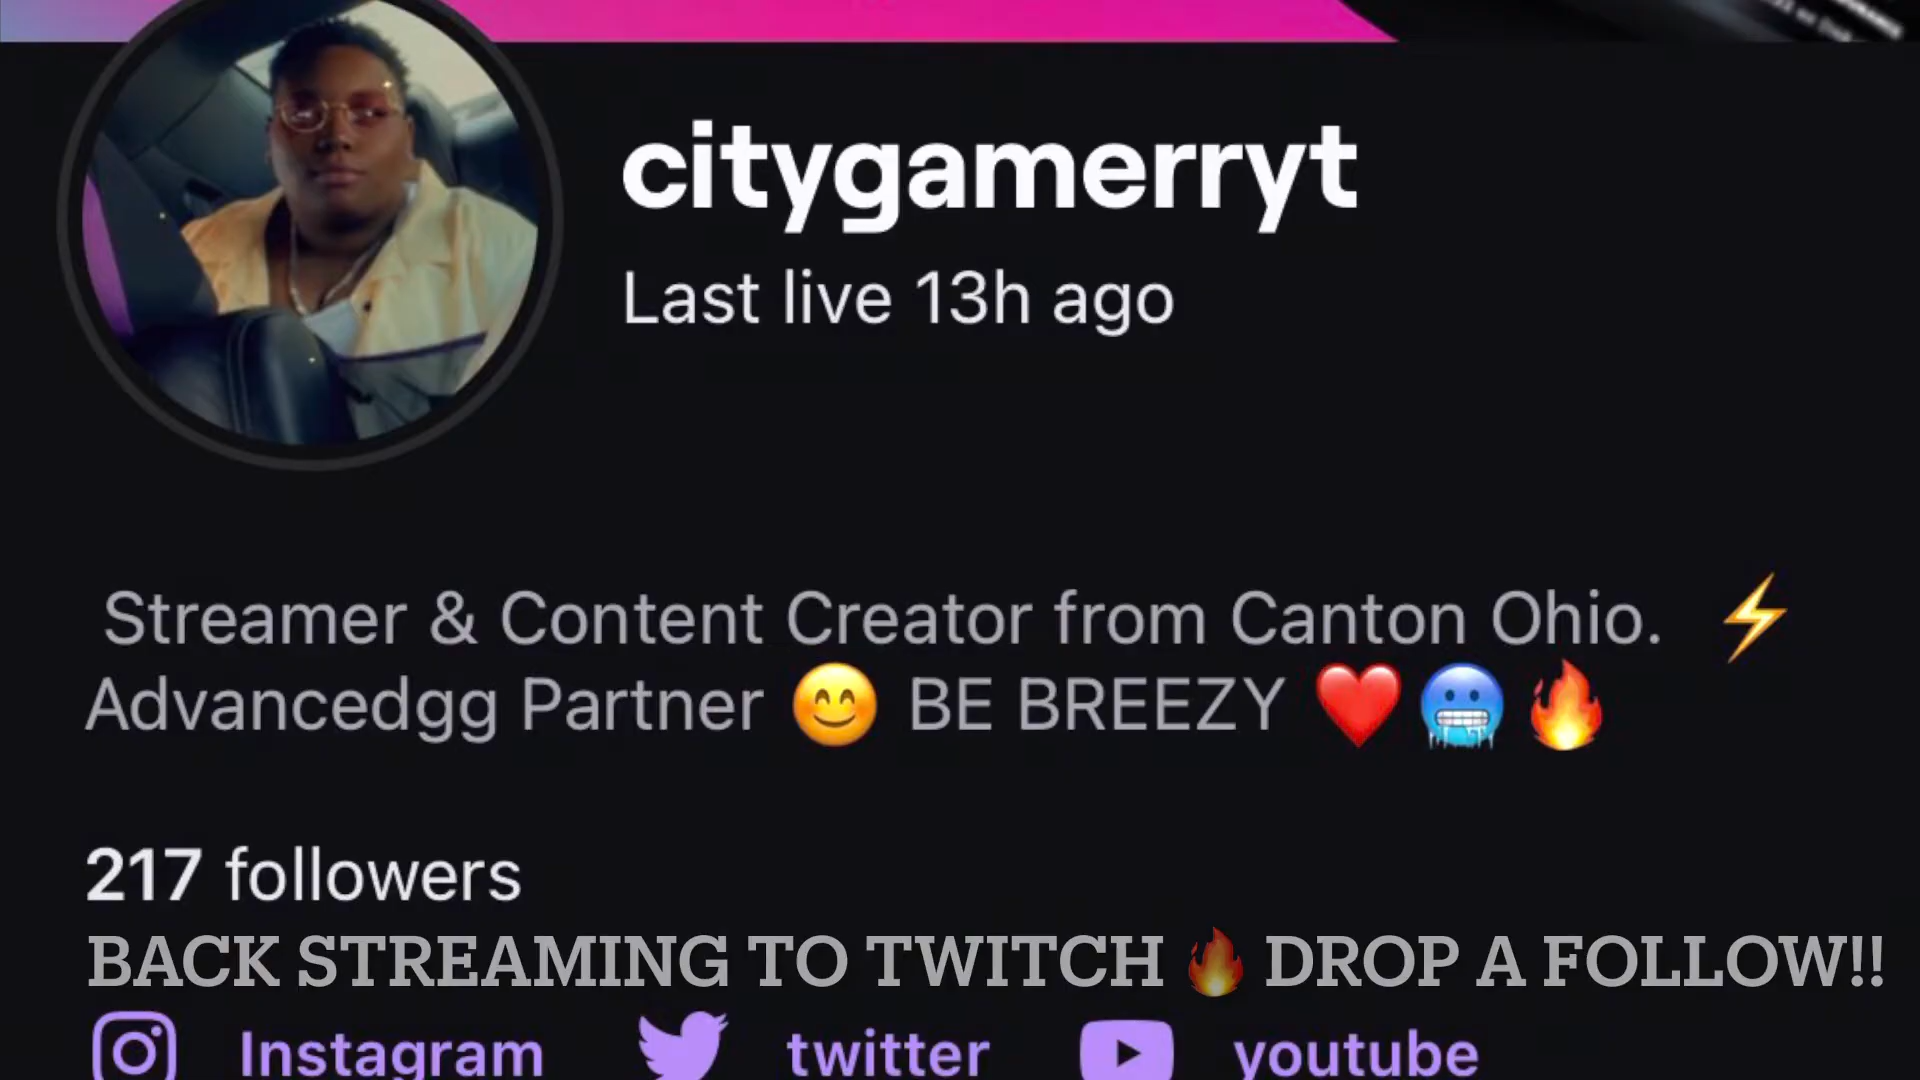 citygamerryt
Last live 13h ago
Streamer & Content Creator from Canton Ohio. ⚡
Advancedgg Partner 😊 BE BREEZY ❤️🥶🔥
217 followers
BACK STREAMING TO TWITCH 🔥 DROP A FOLLOW!!
Instagram twitter youtube